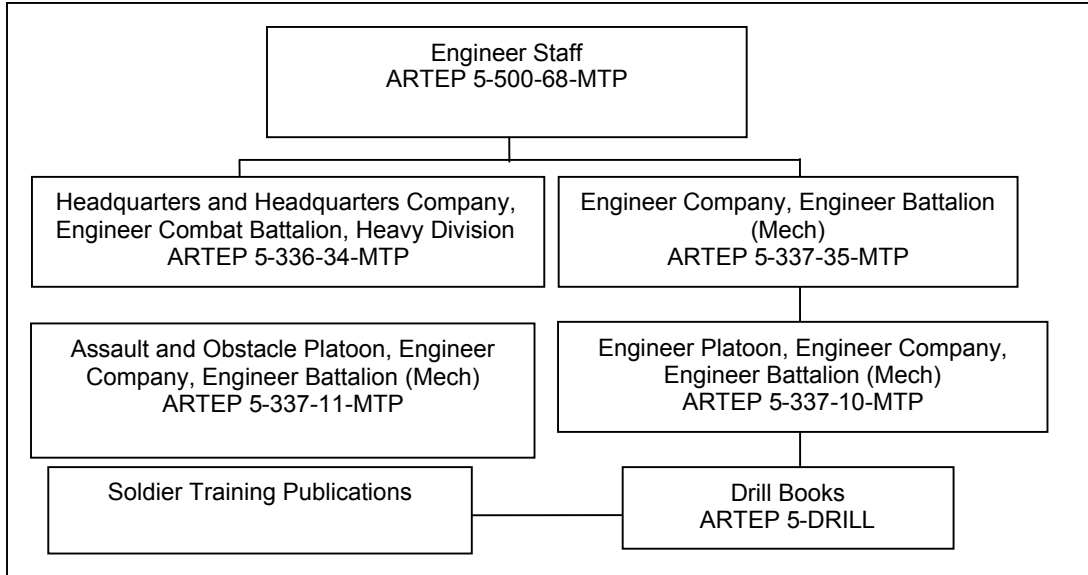 Engineer Staff
ARTEP 5-500-68-MTP
Headquarters and Headquarters Company,
Engineer Combat Battalion, Heavy Division
ARTEP 5-336-34-MTP
Engineer Company, Engineer Battalion
(Mech)
ARTEP 5-337-35-MTP
Assault and Obstacle Platoon, Engineer
Company, Engineer Battalion (Mech)
ARTEP 5-337-11-MTP
Engineer Platoon, Engineer Company,
Engineer Battalion (Mech)
ARTEP 5-337-10-MTP
Soldier Training Publications
Drill Books
ARTEP 5-DRILL